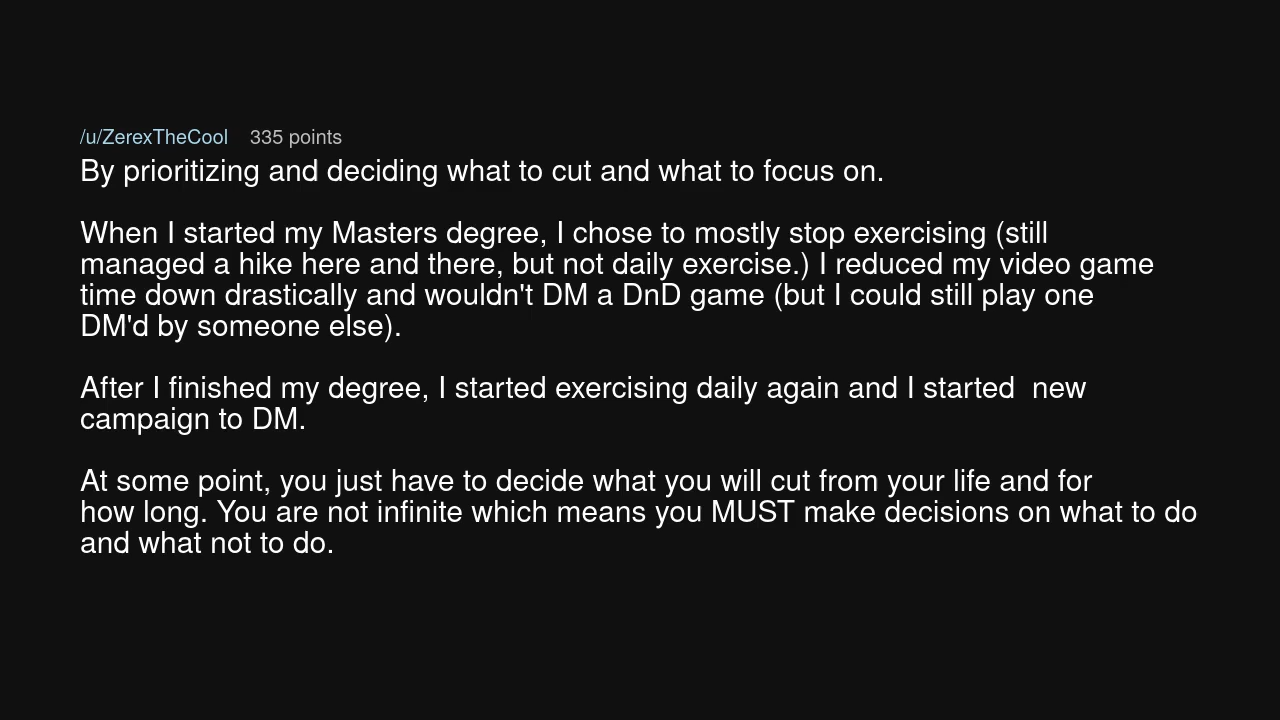 /u/ZerexTheCool 335 points
By prioritizing and deciding what to cut and what to focus on.
When I started my Masters degree, I chose to mostly stop exercising (still
managed a hike here and there, but not daily exercise.) I reduced my video game
time down drastically and wouldn't DM a DnD game (but I could still play one
DM'd by someone else).
After I finished my degree, I started exercising daily again and I started  new
campaign to DM.
At some point, you just have to decide what you will cut from your life and for
how long. You are not infinite which means you MUST make decisions on what to do
and what not to do.